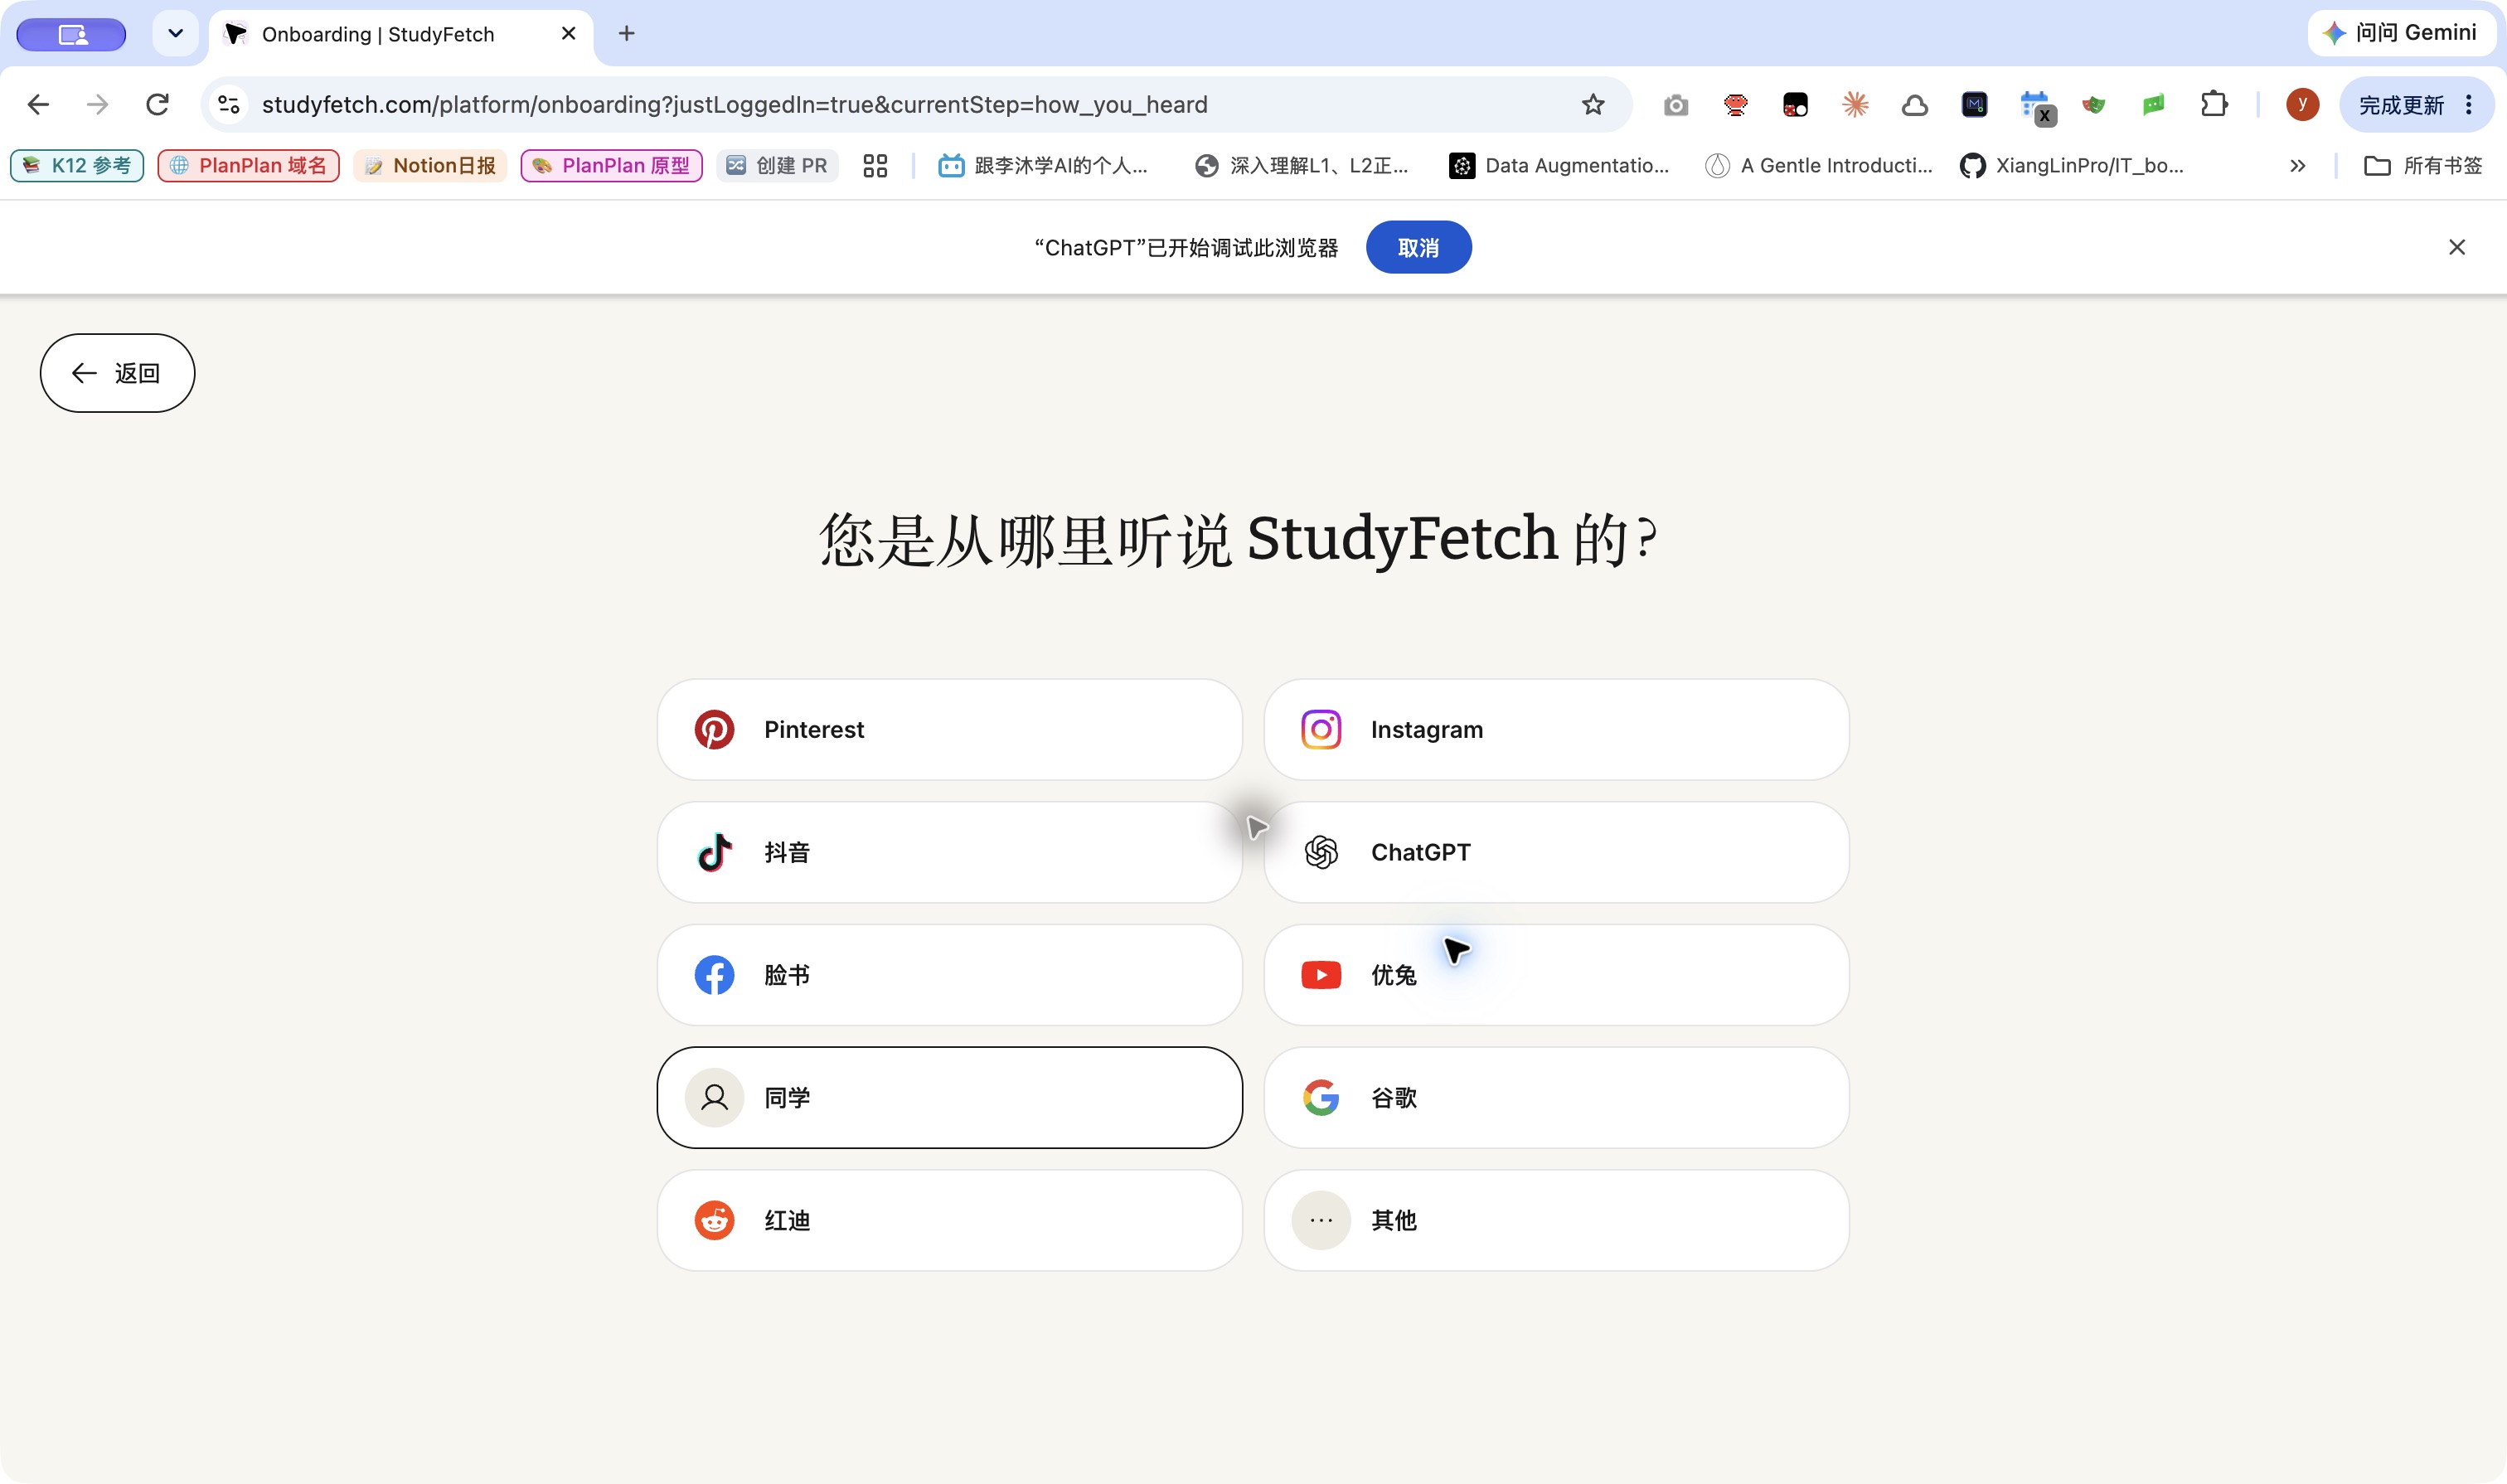 Onboarding | StudyFetch
问问 Gemini
studyfetch.com/platform/onboarding?justLoggedIn=true&currentStep=how_you_heard
X
y
完成更新
K12 参考
PlanPlan 域名
Notion日报
PlanPlan 原型
创建 PR
跟李沐学AI的个人...
深入理解L1、L2正...
Data Augmentatio...
A Gentle Introducti...
XiangLinPro/IT_bo...
所有书签
“ChatGPT”已开始调试此浏览器
取消
返回
您是从哪里听说 StudyFetch 的?
Pinterest
Instagram
抖音
ChatGPT
脸书
优兔
同学
谷歌
红迪
其他